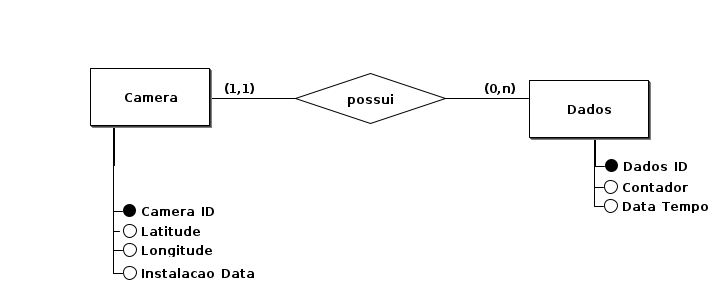 (1,1)
(0,n)
Camera
possui
Dados
Dados ID
Contador
Data Tempo
Camera ID
Latitude
Longitude
Instalacao Data